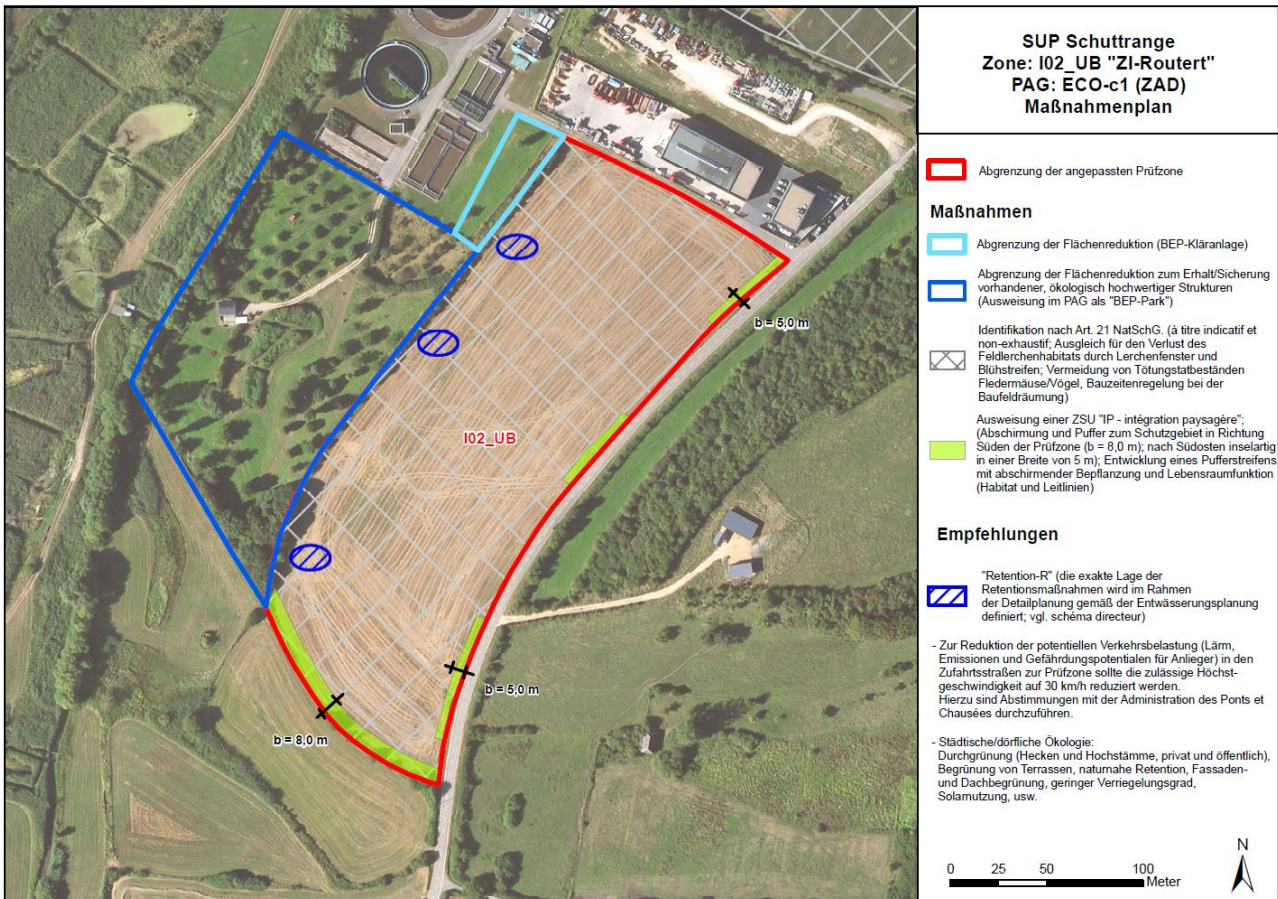 SUP Schuttrange
Zone: I02_UB "ZI-Routert"
PAG: ECO-c1 (ZAD)
Maßnahmenplan
Abgrenzung der angepassten Prüfzone
Maßnahmen
Abgrenzung der Flächenreduktion (BEP-Kläranlage)
Abgrenzung der Flächenreduktion zum Erhalt/Sicherung
vorhandener, ökologisch hochwertiger Strukturen
(Ausweisung im PAG als "BEP-Park")
Identifikation nach Art. 21 NatSchG. (à titre indicatif et
non-exhaustif; Ausgleich für den Verlust des
Feldlerchenhabitats durch Lerchenfenster und
Blühstreifen; Vermeidung von Tötungstatbeständen
Fledermäuse/Vögel, Bauzeitenregelung bei der
Baufeldräumung)
Ausweisung einer ZSU "IP - intégration paysagère";
(Abschirmung und Puffer zum Schutzgebiet in Richtung
Süden der Prüfzone (b = 8,0 m); nach Südosten inselartig
in einer Breite von 5 m); Entwicklung eines Pufferstreifens
mit abschirmender Bepflanzung und Lebensraumfunktion
(Habitat und Leitlinien)
Empfehlungen
"Retention-R" (die exakte Lage der
Retentionsmaßnahmen wird im Rahmen
der Detailplanung gemäß der Entwässerungsplanung
definiert; vgl. schéma directeur)
- Zur Reduktion der potentiellen Verkehrsbelastung (Lärm,
Emissionen und Gefährdungspotentialen für Anlieger) in den
Zufahrtsstraßen zur Prüfzone sollte die zulässige Höchst-
geschwindigkeit auf 30 km/h reduziert werden.
Hierzu sind Abstimmungen mit der Administration des Ponts et
Chausées durchzuführen.
- Städtische/dörfliche Ökologie:
Durchgrünung (Hecken und Hochstämme, privat und öffentlich),
Begrünung von Terrassen, naturnahe Retention, Fassaden-
und Dachbegrünung, geringer Verriegelungsgrad,
Solarnutzung, usw.
N
0 25 50 100
Meter
b = 5,0 m
I02_UB
b = 5,0 m
b = 8,0 m